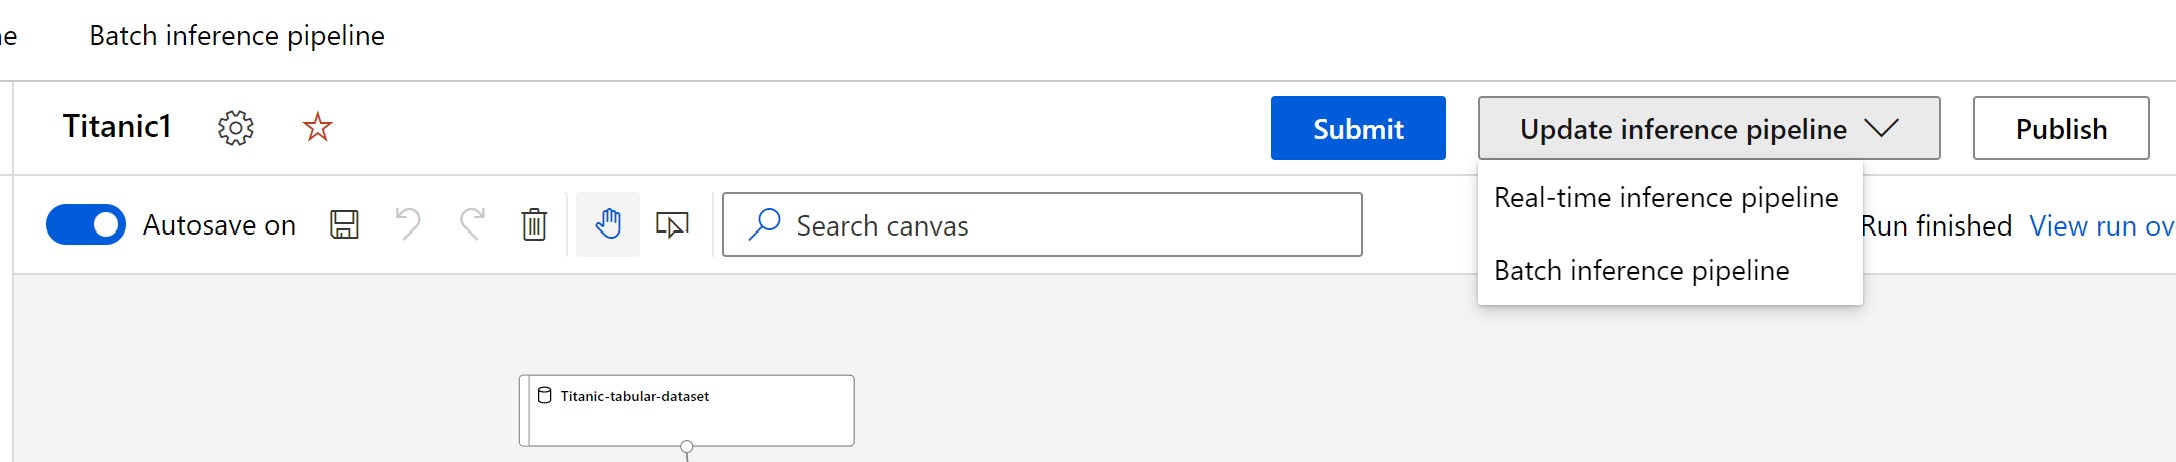 ne Batch inference pipeline
Titanic1 Submit Update inference pipeline Publish
Real-time inference pipeline
Autosave on Search canvas Run finished View run ov
Batch inference pipeline
Titanic-tabular-dataset